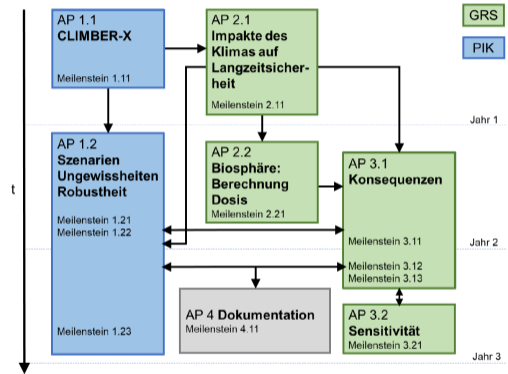 AP 1.1
CLIMBER-X
Meilenstein 1.11
AP 2.1
Impakte des
Klimas auf
Langzeitsicher-
heit
Meilenstein 2.11
GRS
PIK
Jahr 1
AP 1.2
Szenarien
Ungewissheiten
Robustheit
Meilenstein 1.21
Meilenstein 1.22
Meilenstein 1.23
AP 2.2
Biosphäre:
Berechnung
Dosis
Meilenstein 2.21
AP 3.1
Konsequenzen
Meilenstein 3.11
Meilenstein 3.12
Meilenstein 3.13
t
Jahr 2
AP 4 Dokumentation
Meilenstein 4.11
AP 3.2
Sensitivität
Meilenstein 3.21
Jahr 3